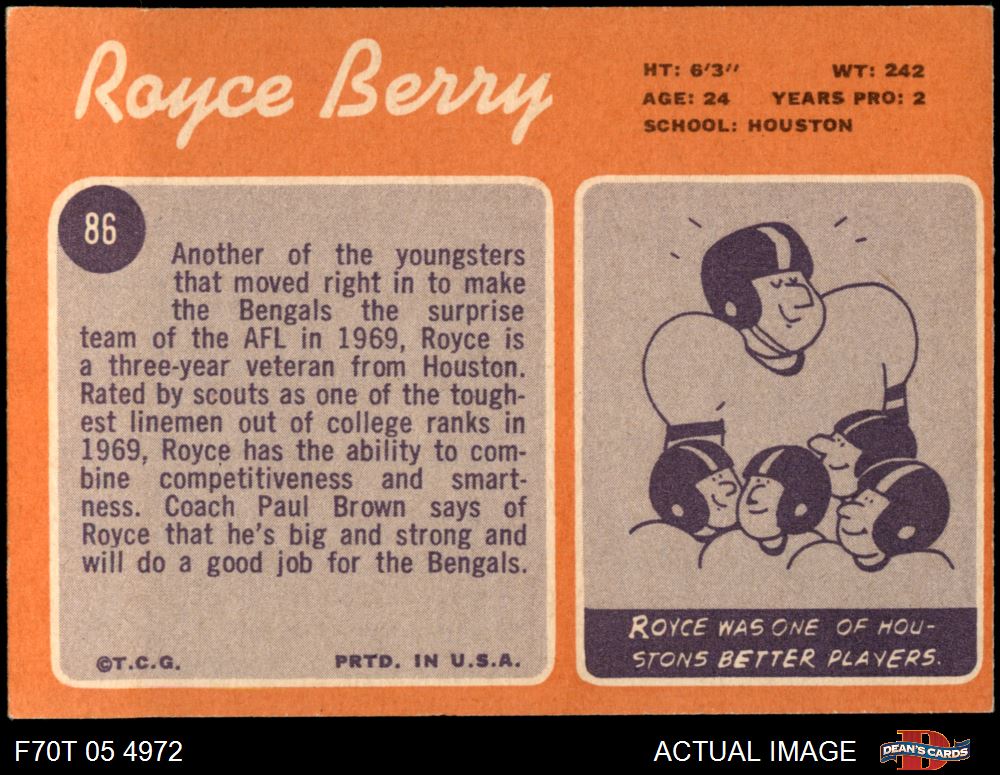 Royce Berry
HT: 6'3" WT: 242
AGE: 24 YEARS PRO: 2
SCHOOL: HOUSTON
86
Another of the youngsters
that moved right in to make
the Bengals the surprise
team of the AFL in 1969, Royce is
a three-year veteran from Houston.
Rated by scouts as one of the tough-
est linemen out of college ranks in
1969, Royce has the ability to com-
bine competitiveness and smart-
ness. Coach Paul Brown says of
Royce that he's big and strong and
will do a good job for the Bengals.
©T.C.G. PRTD. IN U.S.A.
ROYCE WAS ONE OF HOU-
STONS BETTER PLAYERS.
F70T 05 4972
ACTUAL IMAGE
D
DEAN'S CARDS